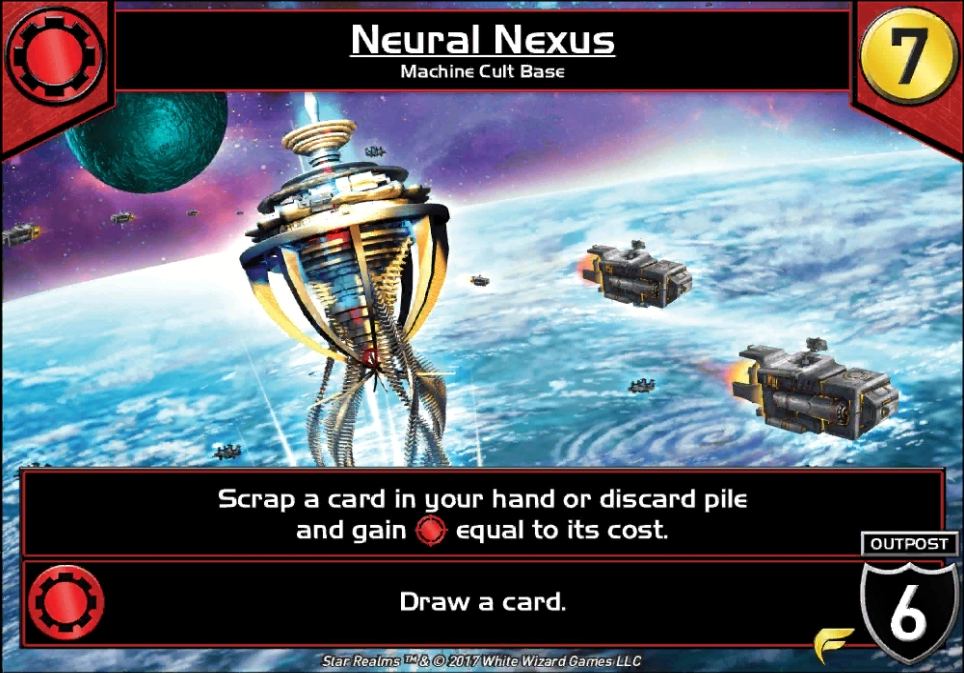 Neural Nexus
Machine Cult Base
7
Scrap a card in your hand or discard pile
and gain equal to its cost.
OUTPOST
Draw a card.
6
Star Realms ™ & © 2017 White Wizard Games LLC